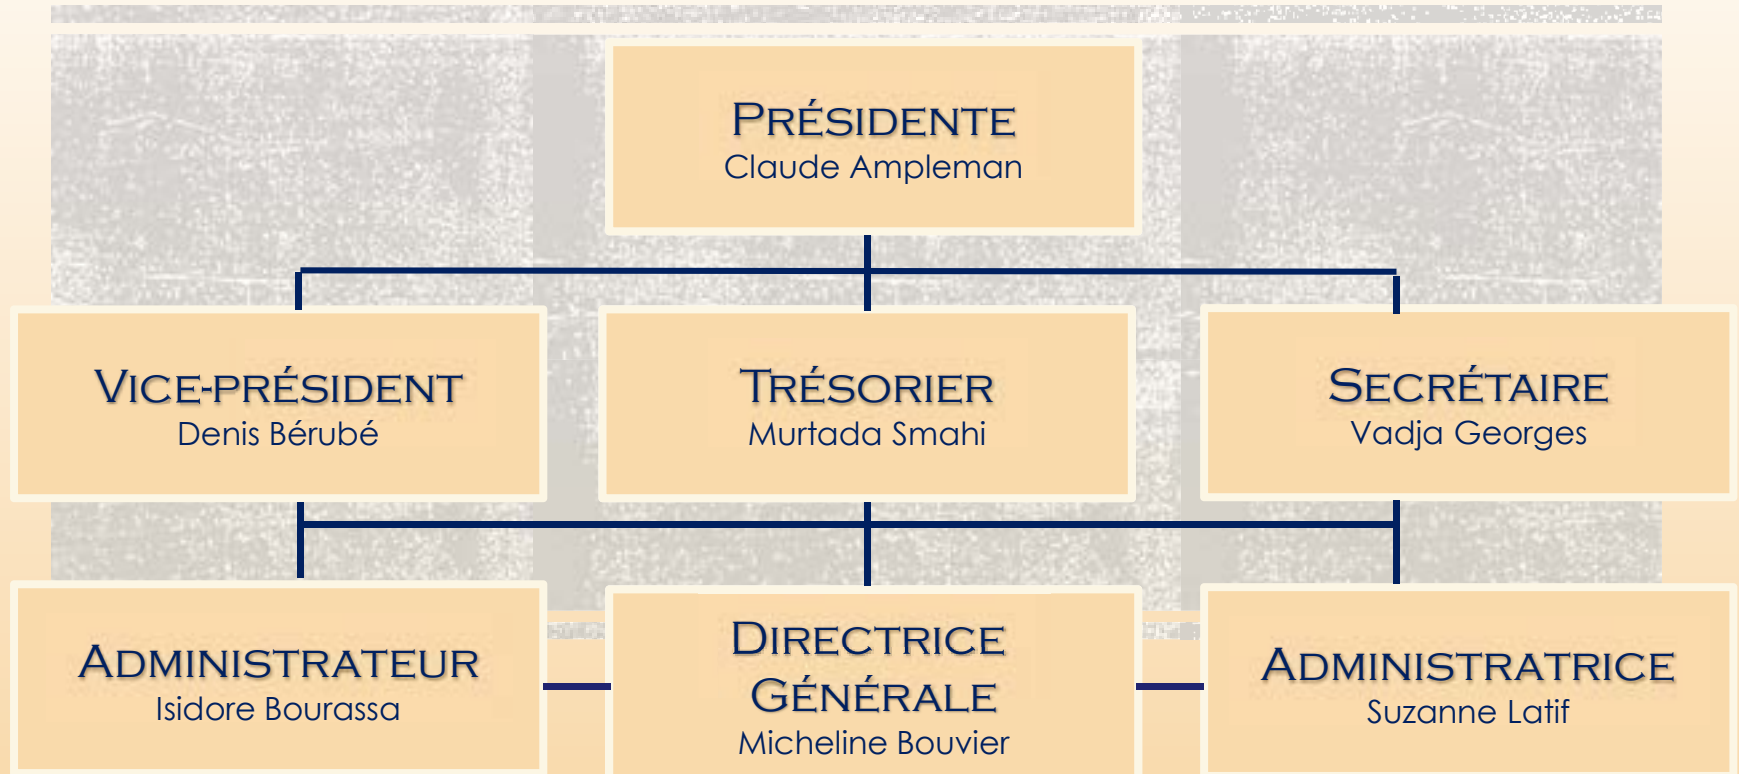 PRÉSIDENTE
Claude Ampleman
VICE-PRÉSIDENT
Denis Bérubé
TRÉSORIER
Murtada Smahi
SECRÉTAIRE
Vadja Georges
ADMINISTRATEUR
Isidore Bourassa
DIRECTRICE
GÉNÉRALE
Micheline Bouvier
ADMINISTRATRICE
Suzanne Latif